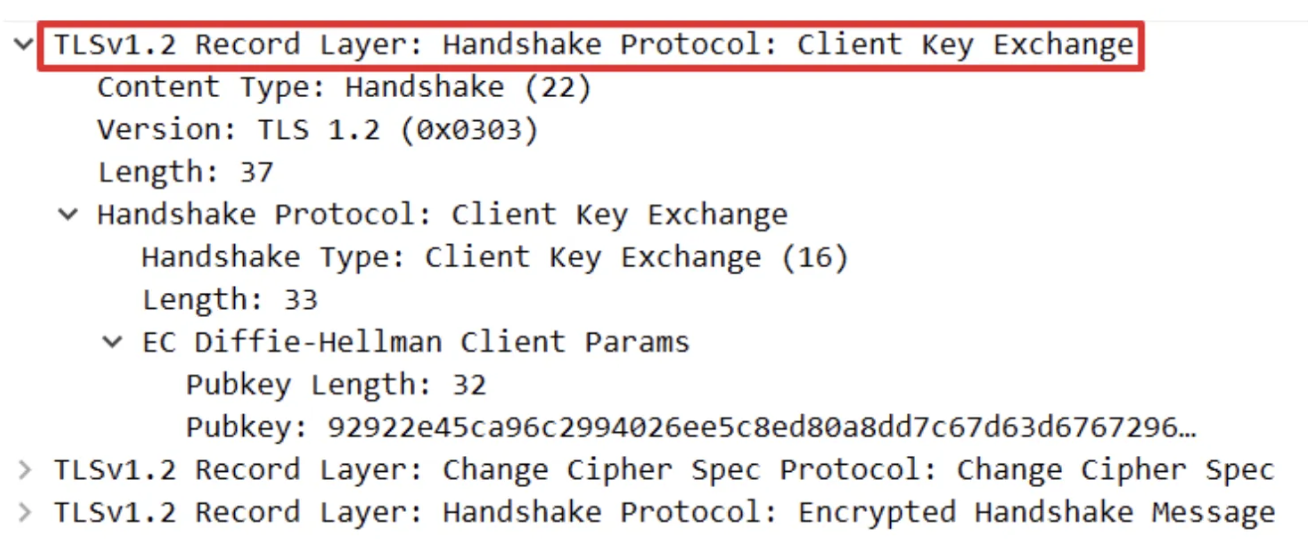 TLSv1.2 Record Layer: Handshake Protocol: Client Key Exchange
Content Type: Handshake (22)
Version: TLS 1.2 (0x0303)
Length: 37
Handshake Protocol: Client Key Exchange
Handshake Type: Client Key Exchange (16)
Length: 33
EC Diffie-Hellman Client Params
Pubkey Length: 32
Pubkey: 92922e45ca96c2994026ee5c8ed80a8dd7c67d63d6767296…
TLSv1.2 Record Layer: Change Cipher Spec Protocol: Change Cipher Spec
TLSv1.2 Record Layer: Handshake Protocol: Encrypted Handshake Message